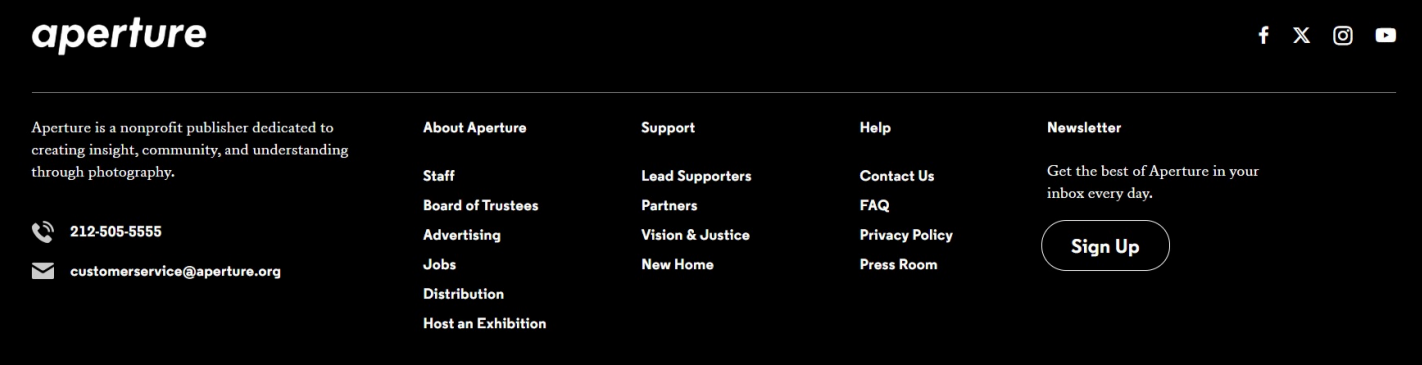 aperture
Aperture is a nonprofit publisher dedicated to
creating insight, community, and understanding
through photography.
212-505-5555
customerservice@aperture.org
About Aperture
Staff
Board of Trustees
Advertising
Jobs
Distribution
Host an Exhibition
Support
Lead Supporters
Partners
Vision & Justice
New Home
Help
Contact Us
FAQ
Privacy Policy
Press Room
Newsletter
Get the best of Aperture in your
inbox every day.
Sign Up